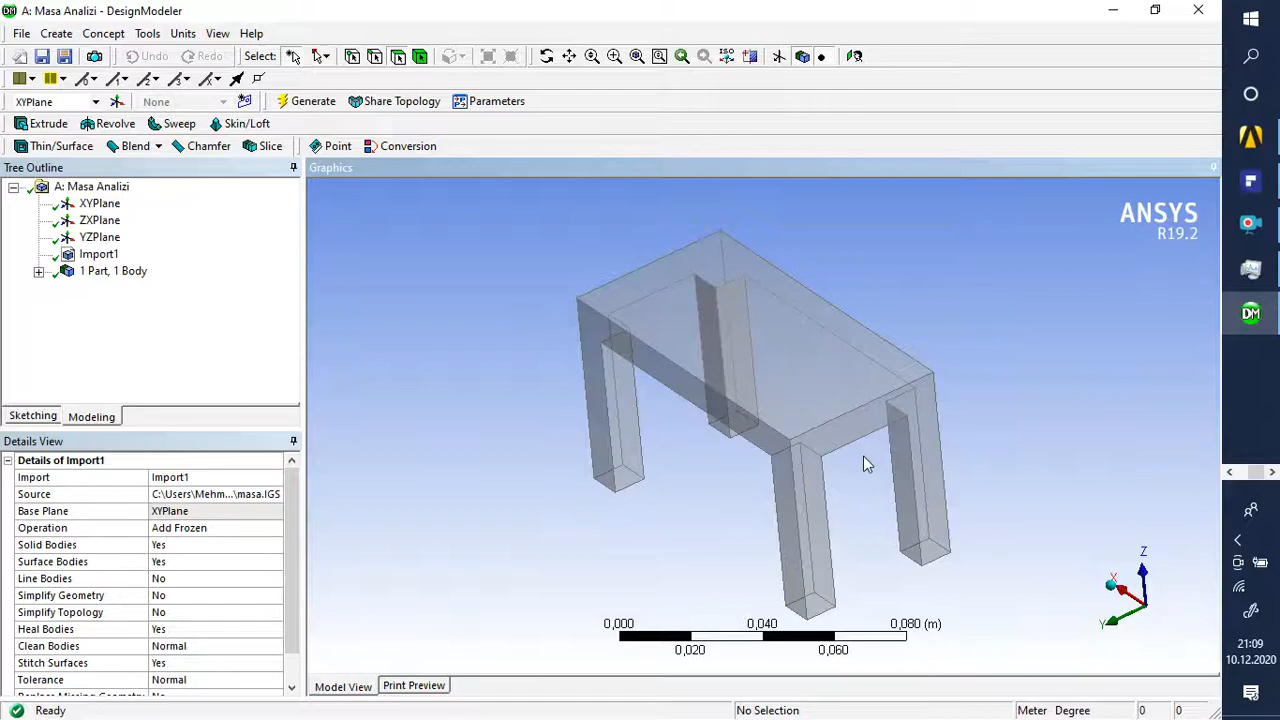 A: Masa Analizi - DesignModeler
File Create Concept Tools Units View Help
Undo Redo Select:
XYPlane None Generate Share Topology Parameters
Extrude Revolve Sweep Skin/Loft
Thin/Surface Blend Chamfer Slice Point Conversion
Tree Outline
A: Masa Analizi
XYPlane
ZXPlane
YZPlane
Import1
1 Part, 1 Body
Sketching Modeling
Details View
Details of Import1
Import Import1
Source C:\Users\Mehm...\masa.IGS
Base Plane XYPlane
Operation Add Frozen
Solid Bodies Yes
Surface Bodies Yes
Line Bodies No
Simplify Geometry No
Simplify Topology No
Heal Bodies Yes
Clean Bodies Normal
Stitch Surfaces Yes
Tolerance Normal
Graphics
ANSYS
R19.2
Z
X
Y
0,000 0,040 0,080 (m)
0,020 0,060
Model View Print Preview
Ready No Selection Meter Degree 0 0
DM
21:09
10.12.2020